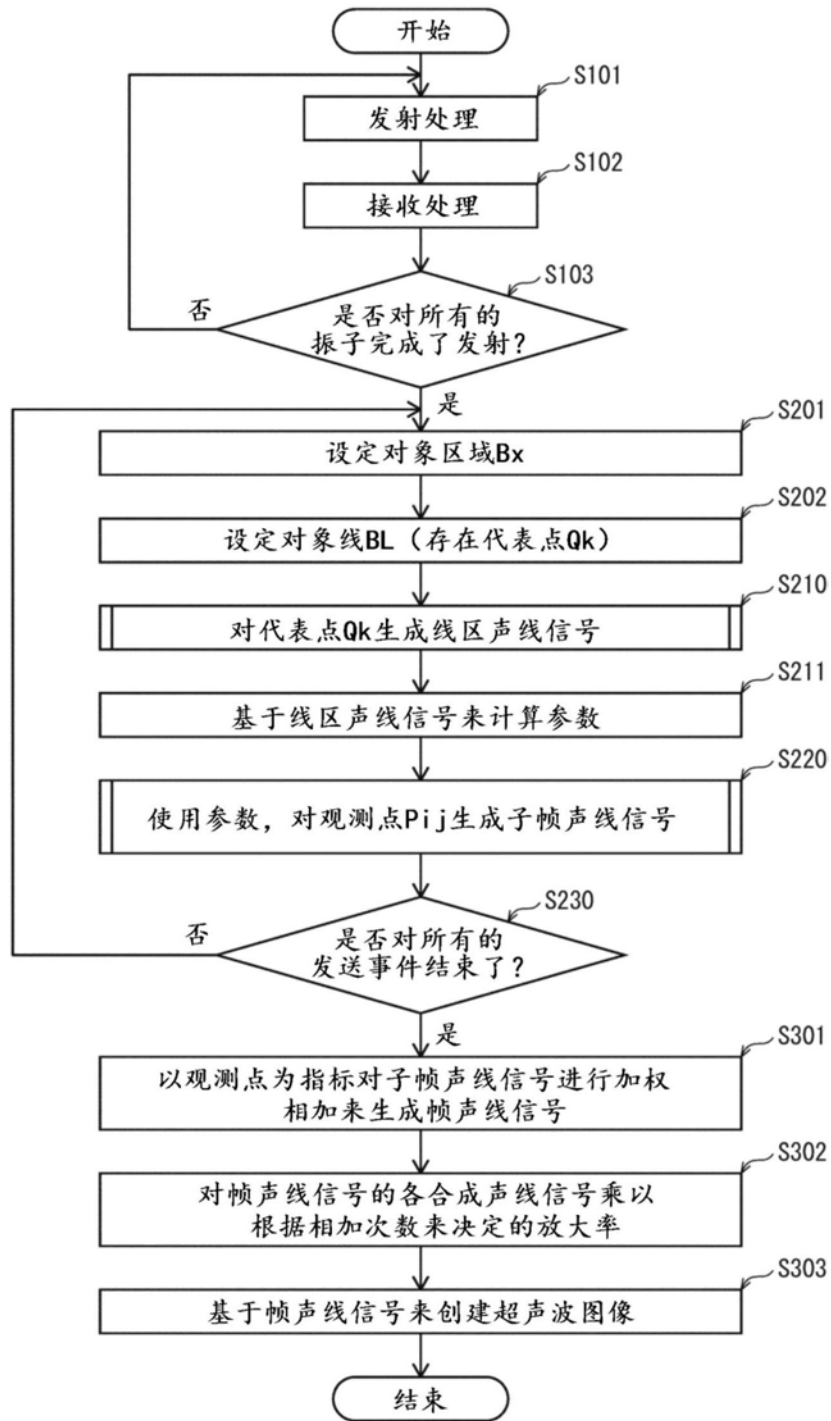 开始
S101
发射处理
S102
接收处理
S103
是否对所有的
振子完成了发射?
否
是
S201
设定对象区域Bx
S202
设定对象线BL（存在代表点Qk）
S210
对代表点Qk生成线区声线信号
S211
基于线区声线信号来计算参数
S220
使用参数，对观测点Pij生成子帧声线信号
S230
是否对所有的
发送事件结束了?
否
是
S301
以观测点为指标对子帧声线信号进行加权
相加来生成帧声线信号
S302
对帧声线信号的各合成声线信号乘以
根据相加次数来决定的放大率
S303
基于帧声线信号来创建超声波图像
结束